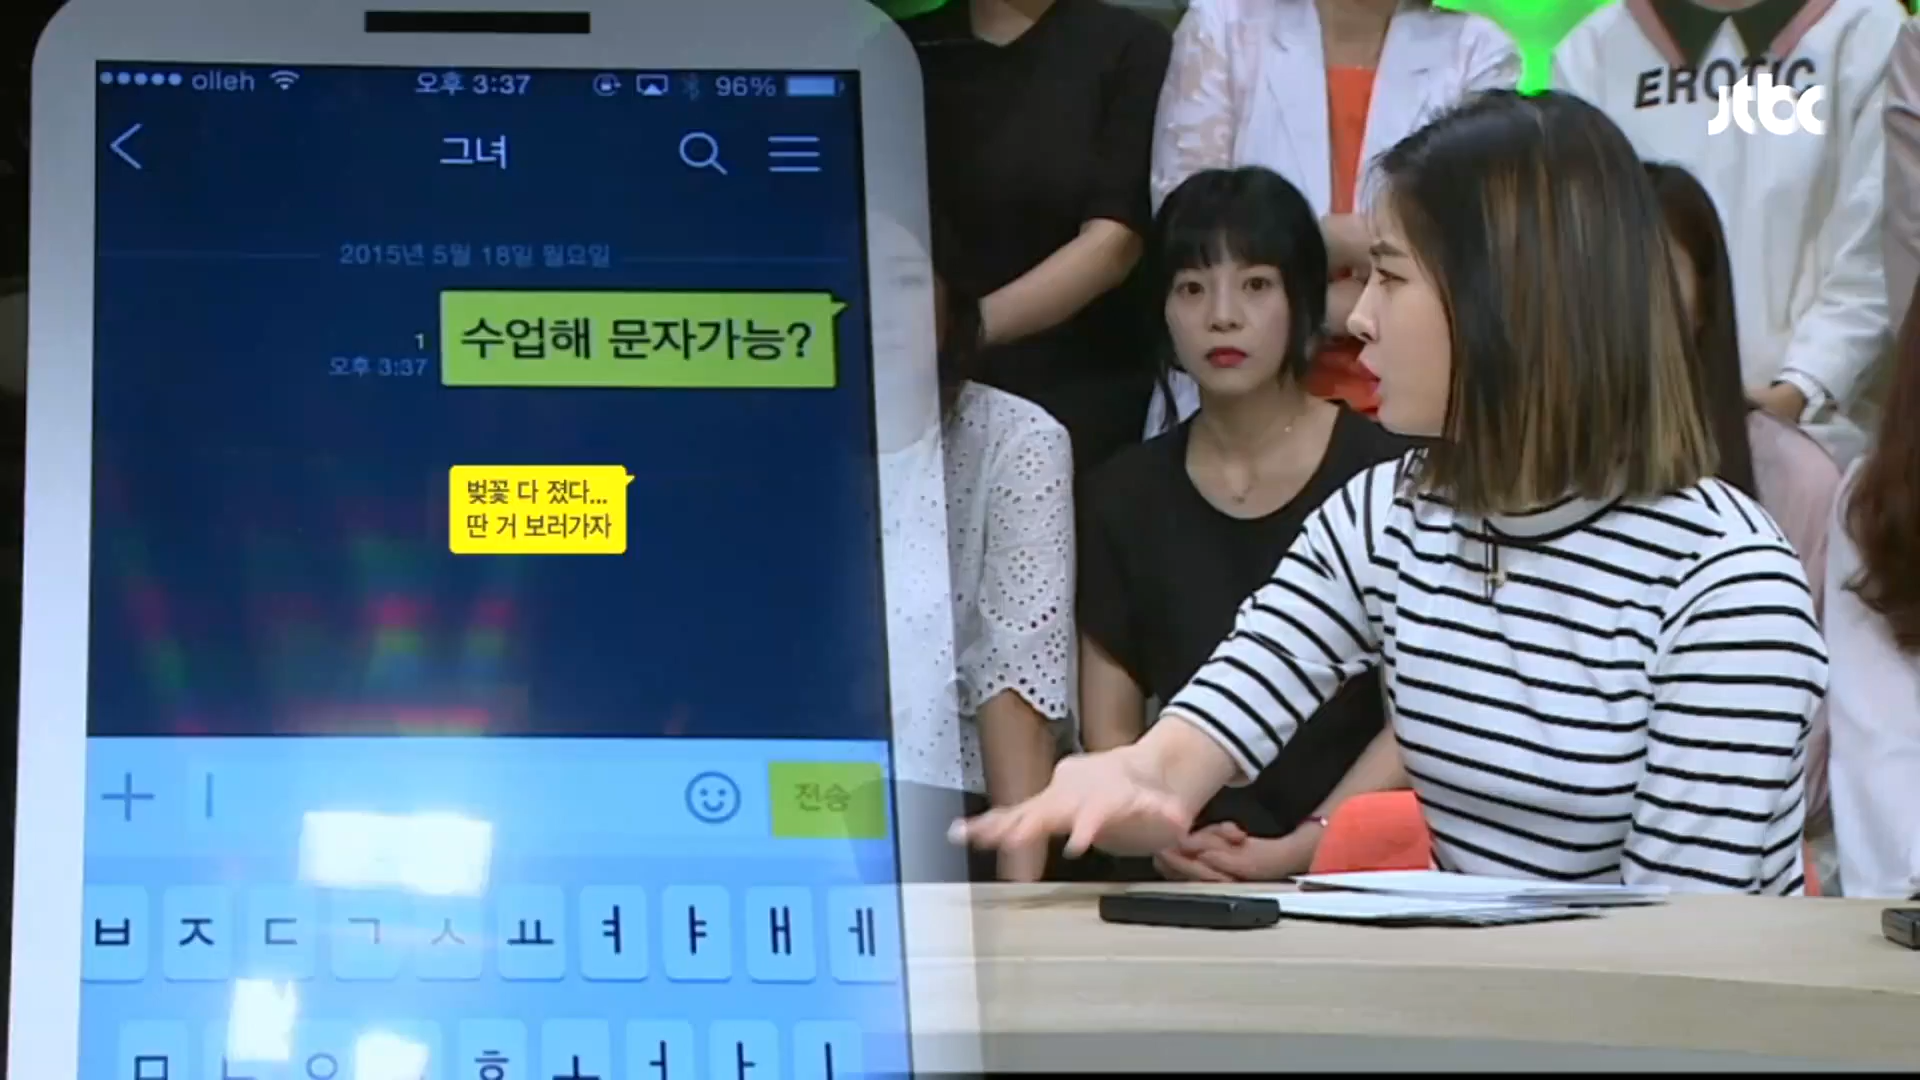 olleh 오후 3:37 96%
그녀
2015년 5월 18일 월요일
수업해 문자가능?
1
오후 3:37
벚꽃 다 졌다...
딴 거 보러가자
전송
ㅂ ㅈ ㄷ ㄱ ㅅ ㅛ ㅕ ㅑ ㅐ ㅔ
ㅁ ㄴ ㅇ ㅎ ㅗ ㅓ ㅏ ㅣ
EROTIC
jtbc